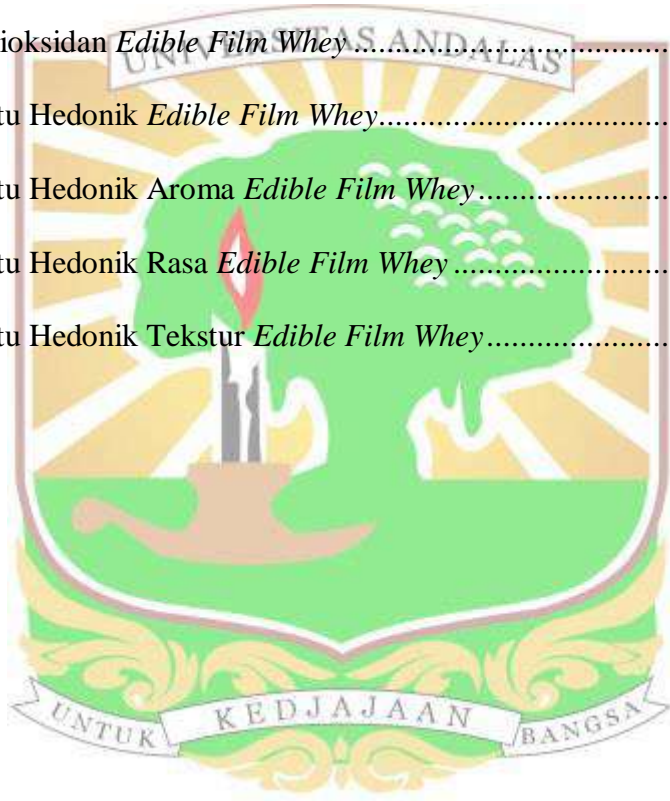 ioksidan Edible Film Whey ........................................
UNIVERSITAS ANDALAS
tu Hedonik Edible Film Whey........................................
tu Hedonik Aroma Edible Film Whey ............................
tu Hedonik Rasa Edible Film Whey ...............................
tu Hedonik Tekstur Edible Film Whey...........................
UNTUK KEDJAJAAN BANGSA